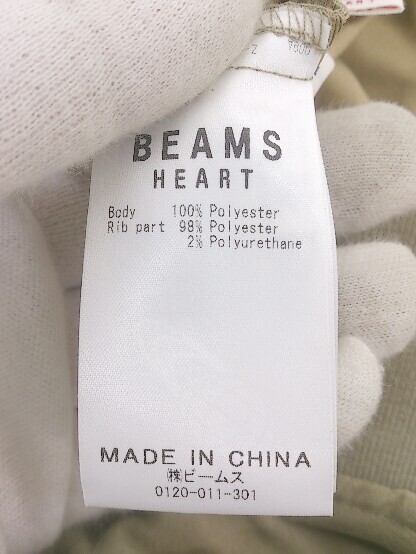 BEAMS
HEART
Body 100% Polyester
Rib part 98% Polyester
2% Polyurethane
MADE IN CHINA
㈱ビームス
0120-011-301